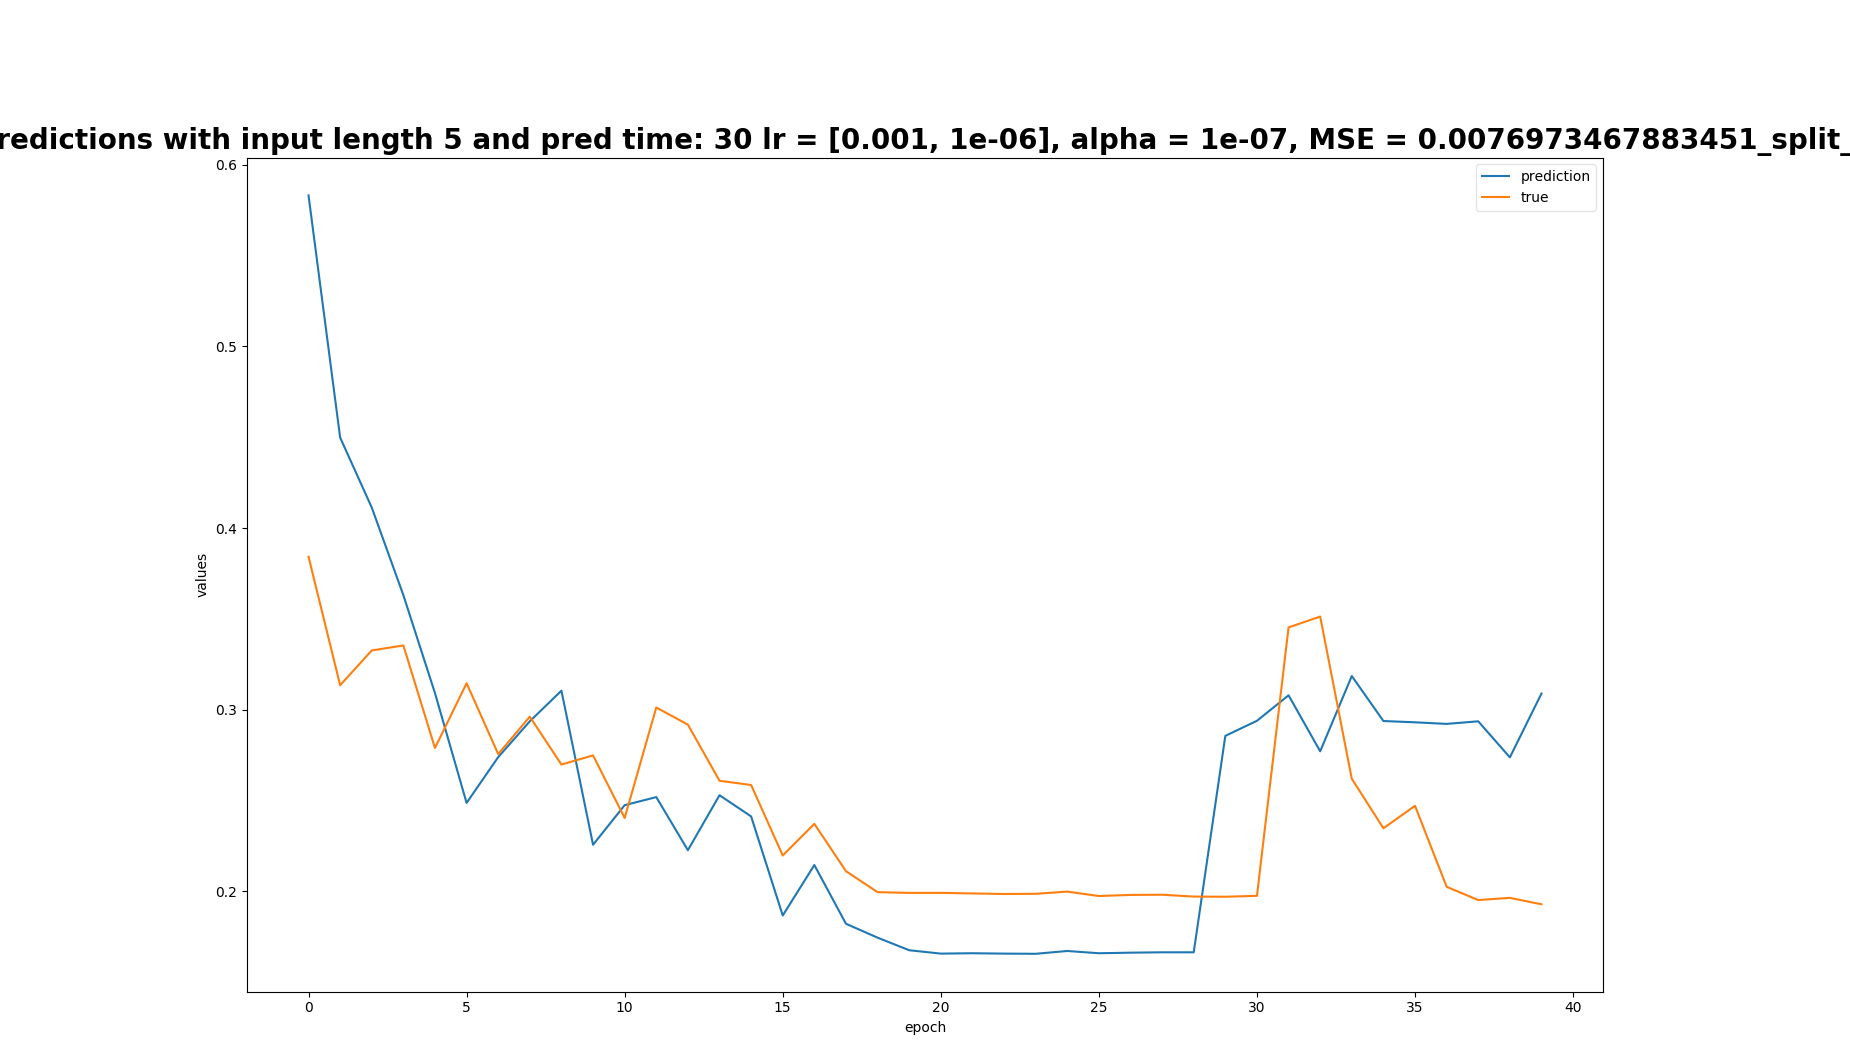 redictions with input length 5 and pred time: 30 lr = [0.001, 1e-06], alpha = 1e-07, MSE = 0.0076973467883451_split_
prediction
true
0.6
0.5
0.4
0.3
0.2
values
0 5 10 15 20 25 30 35 40
epoch